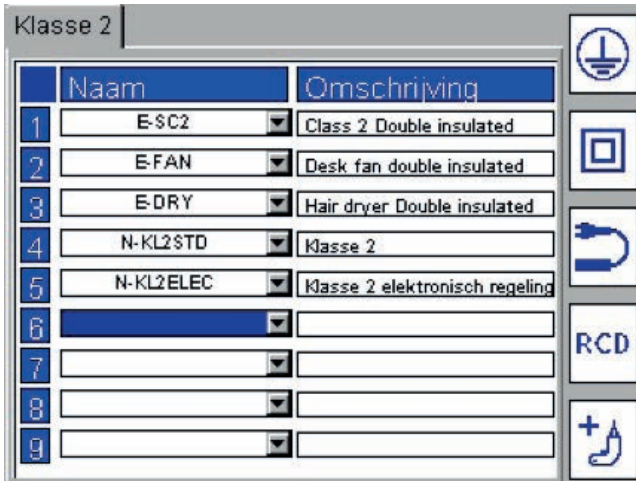 Klasse 2
Naam Omschrijving
1 E-SC2 Class 2 Double insulated
2 E-FAN Desk fan double insulated
3 E-DRY Hair dryer Double insulated
4 N-KL2STD Klasse 2
5 N-KL2ELEC Klasse 2 elektronisch regeling
6
RCD
7
8
9